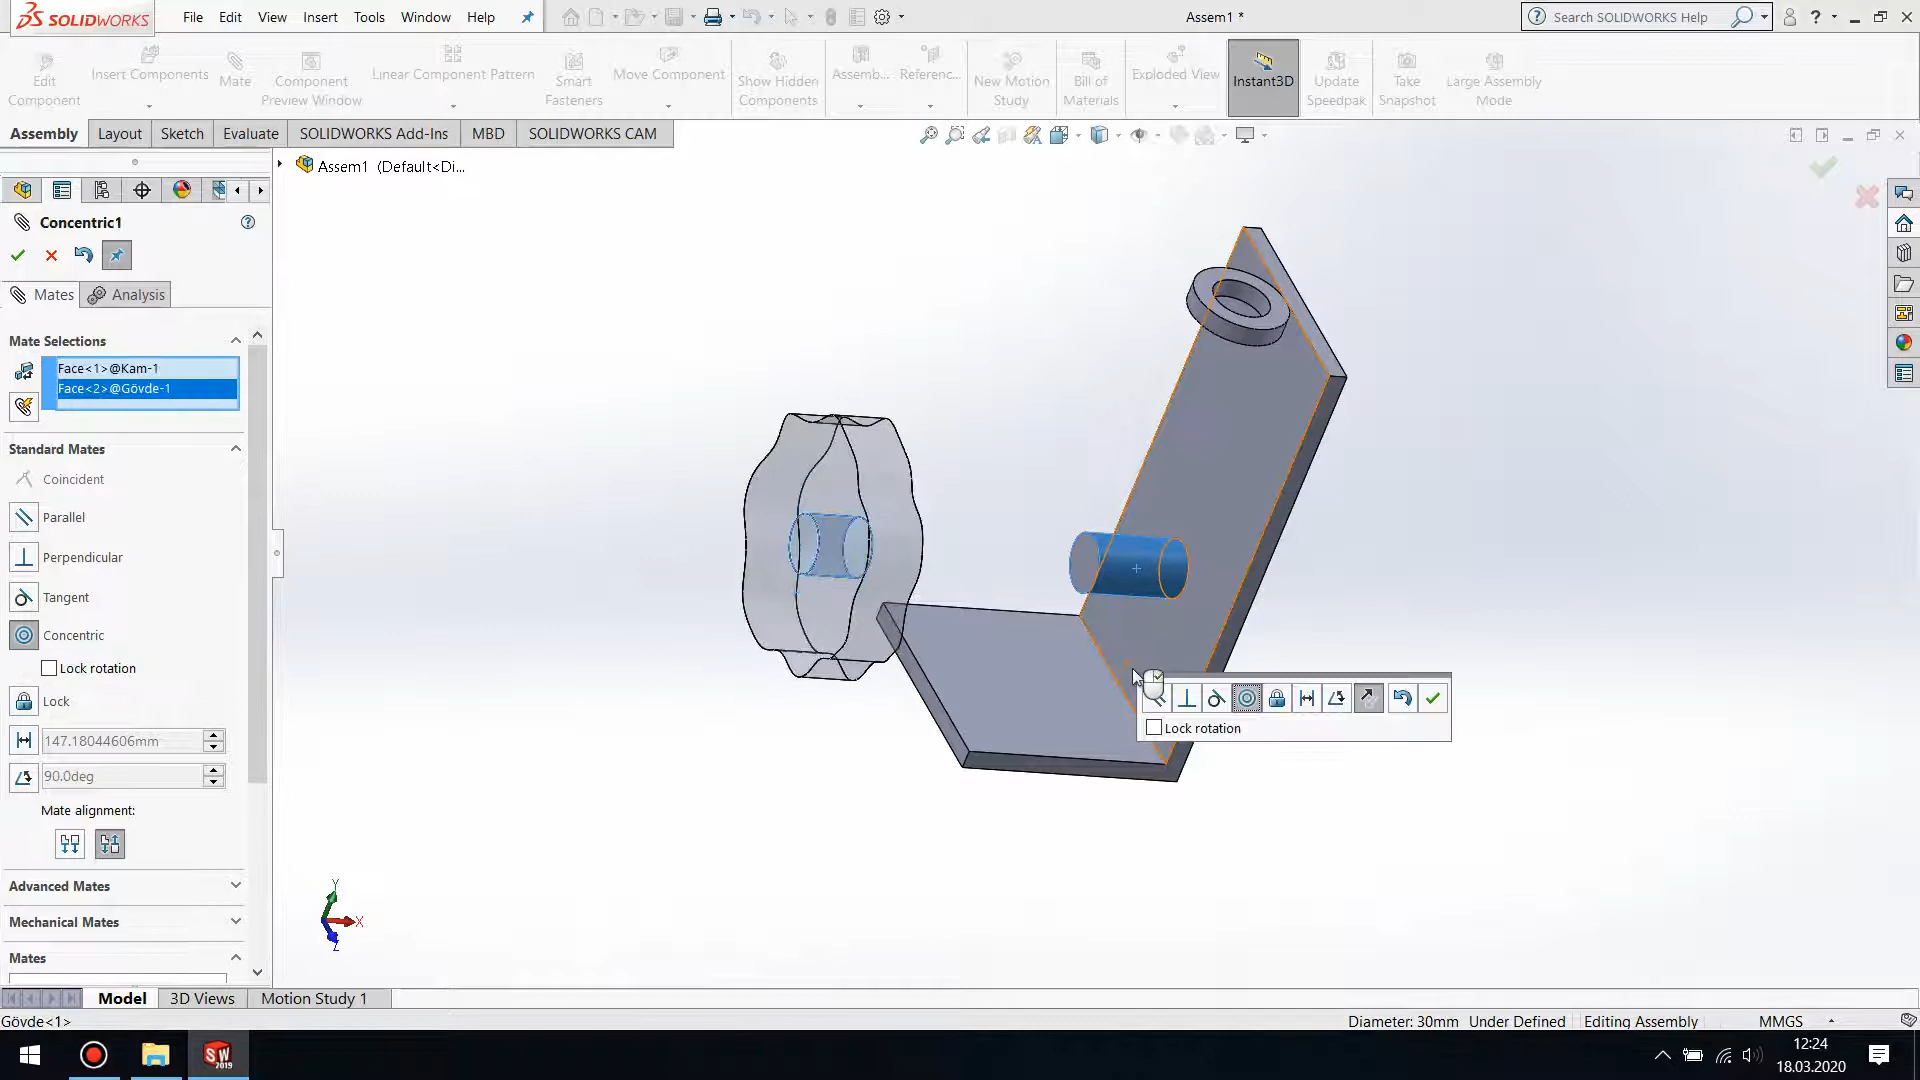 SOLIDWORKS
File Edit View Insert Tools Window Help
Assem1 *
Search SOLIDWORKS Help
Edit Component
Insert Components
Mate
Component Preview Window
Linear Component Pattern
Smart Fasteners
Move Component
Show Hidden Components
Assemb...
Referenc...
New Motion Study
Bill of Materials
Exploded View
Instant3D
Update Speedpak
Take Snapshot
Large Assembly Mode
Assembly Layout Sketch Evaluate SOLIDWORKS Add-Ins MBD SOLIDWORKS CAM
Assem1 (Default<Di...
Concentric1
Mates Analysis
Mate Selections
Face<1>@Kam-1
Face<2>@Gövde-1
Standard Mates
Coincident
Parallel
Perpendicular
Tangent
Concentric
Lock rotation
Lock
147.18044606mm
90.0deg
Mate alignment:
Advanced Mates
Mechanical Mates
Mates
Lock rotation
Y
X
Z
Model 3D Views Motion Study 1
Gövde<1>
Diameter: 30mm Under Defined Editing Assembly MMGS
SW 2019
12:24
18.03.2020